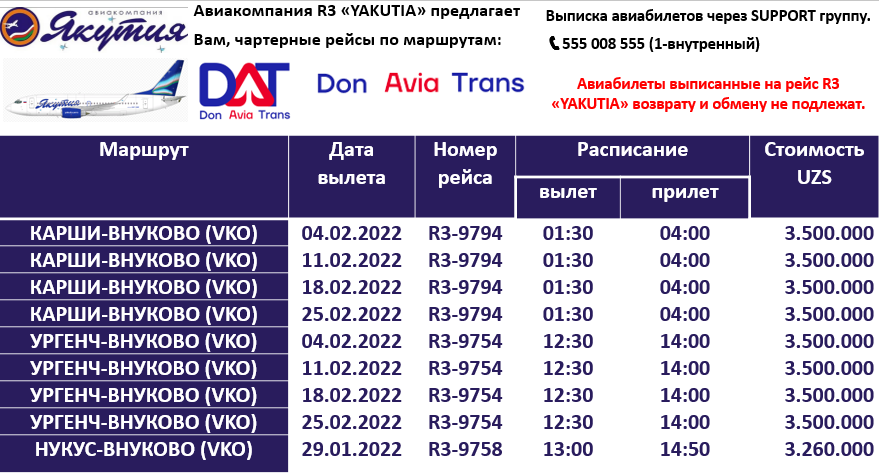 авиакомпания
Якутия
Авиакомпания R3 «YAKUTIA» предлагает
Вам, чартерные рейсы по маршрутам:
Выписка авиабилетов через SUPPORT группу.
555 008 555 (1-внутренный)
Якутия
DAT
Don Avia Trans
Don Avia Trans
Авиабилеты выписанные на рейс R3
«YAKUTIA» возврату и обмену не подлежат.
Маршрут Дата вылета Номер рейса Расписание Стоимость UZS
вылет прилет
КАРШИ-ВНУКОВО (VKO) 04.02.2022 R3-9794 01:30 04:00 3.500.000
КАРШИ-ВНУКОВО (VKO) 11.02.2022 R3-9794 01:30 04:00 3.500.000
КАРШИ-ВНУКОВО (VKO) 18.02.2022 R3-9794 01:30 04:00 3.500.000
КАРШИ-ВНУКОВО (VKO) 25.02.2022 R3-9794 01:30 04:00 3.500.000
УРГЕНЧ-ВНУКОВО (VKO) 04.02.2022 R3-9754 12:30 14:00 3.500.000
УРГЕНЧ-ВНУКОВО (VKO) 11.02.2022 R3-9754 12:30 14:00 3.500.000
УРГЕНЧ-ВНУКОВО (VKO) 18.02.2022 R3-9754 12:30 14:00 3.500.000
УРГЕНЧ-ВНУКОВО (VKO) 25.02.2022 R3-9754 12:30 14:00 3.500.000
НУКУС-ВНУКОВО (VKO) 29.01.2022 R3-9758 13:00 14:50 3.260.000